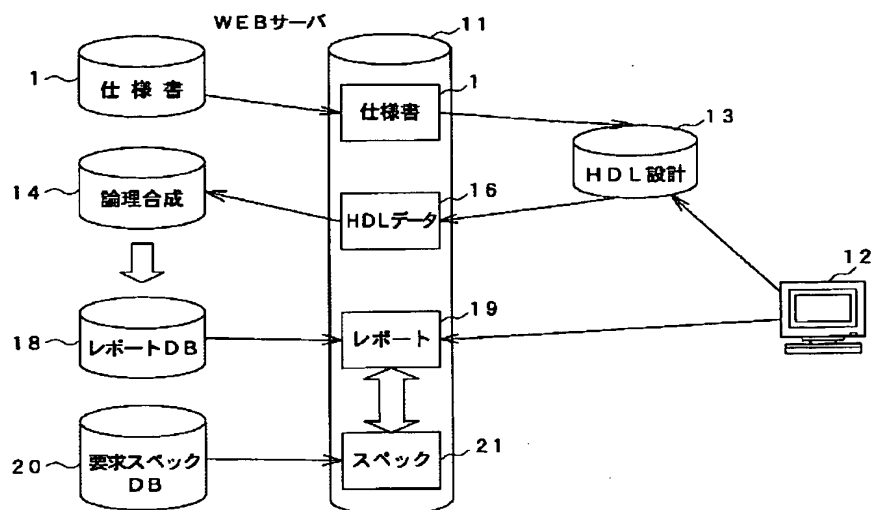 WEBサーバ
11
1
仕様書
1
仕様書
13
HDL設計
14
論理合成
16
HDLデータ
12
18
レポートDB
19
レポート
20
要求スペック
DB
21
スペック